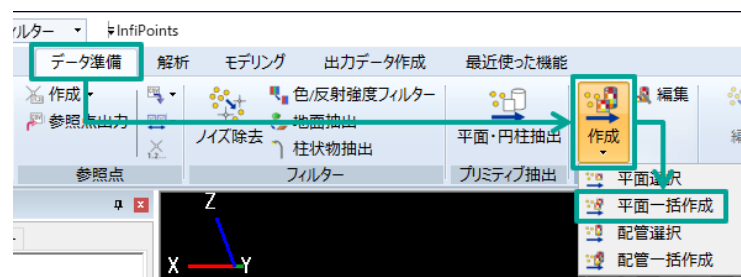 ィルター InfiPoints
データ準備 解析 モデリング 出力データ作成 最近使った機能
作成 色/反射強度フィルター 編集
参照点出力 地面抽出
ノイズ除去 平面・円柱抽出 作成
柱状物抽出
参照点 フィルター プリミティブ抽出
平面選択
平面一括作成
配管選択
配管一括作成
Z
X Y